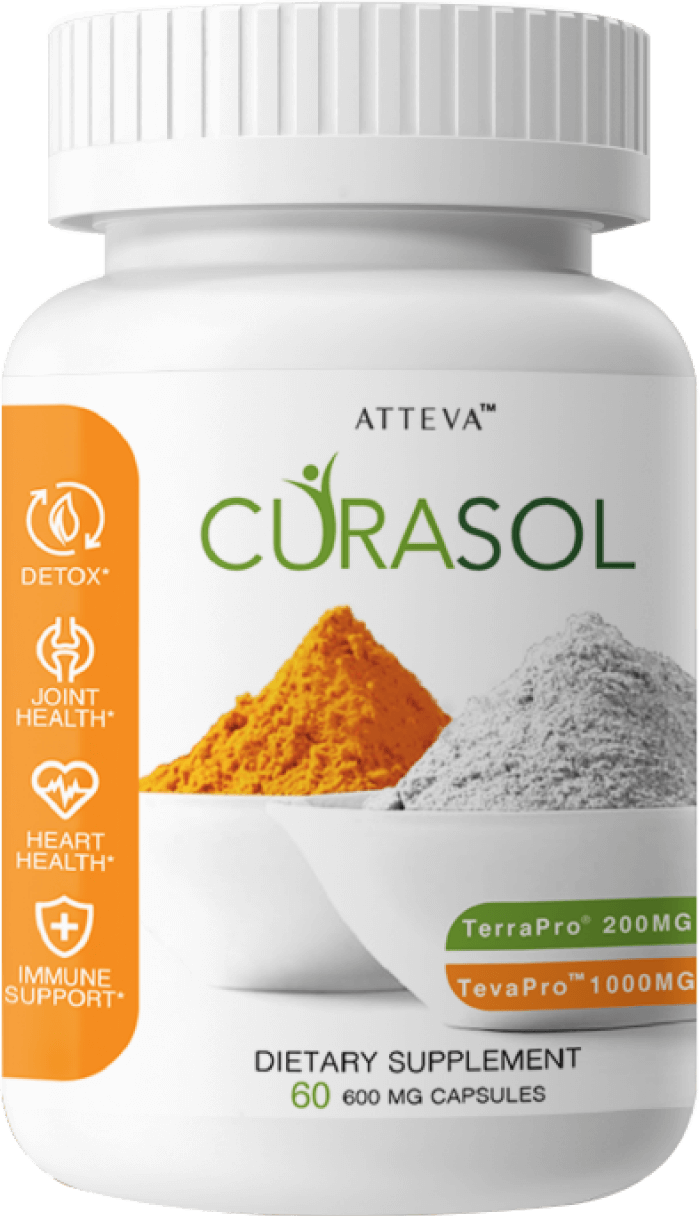 ATTEVA™
CURASOL
DETOX*
JOINT
HEALTH*
HEART
HEALTH*
IMMUNE
SUPPORT*
TerraPro® 200MG
TevaPro™ 1000MG
DIETARY SUPPLEMENT
60 600 MG CAPSULES